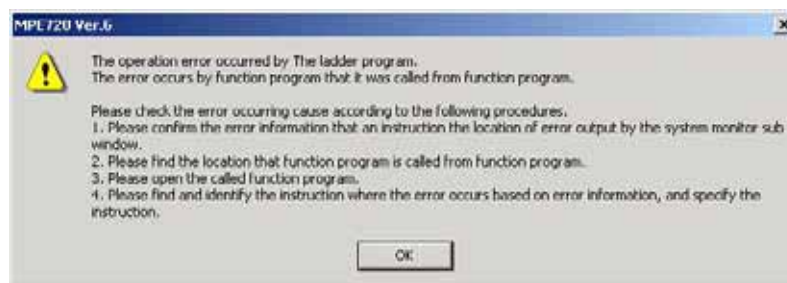 MPE720 Ver.6
The operation error occurred by The ladder program.
The error occurs by function program that it was called from function program.
Please check the error occurring cause according to the following procedures.
1. Please confirm the error information that an instruction the location of error output by the system monitor sub
window.
2. Please find the location that function program is called from function program.
3. Please open the called function program.
4. Please find and identify the instruction where the error occurs based on error information, and specify the
instruction.
OK